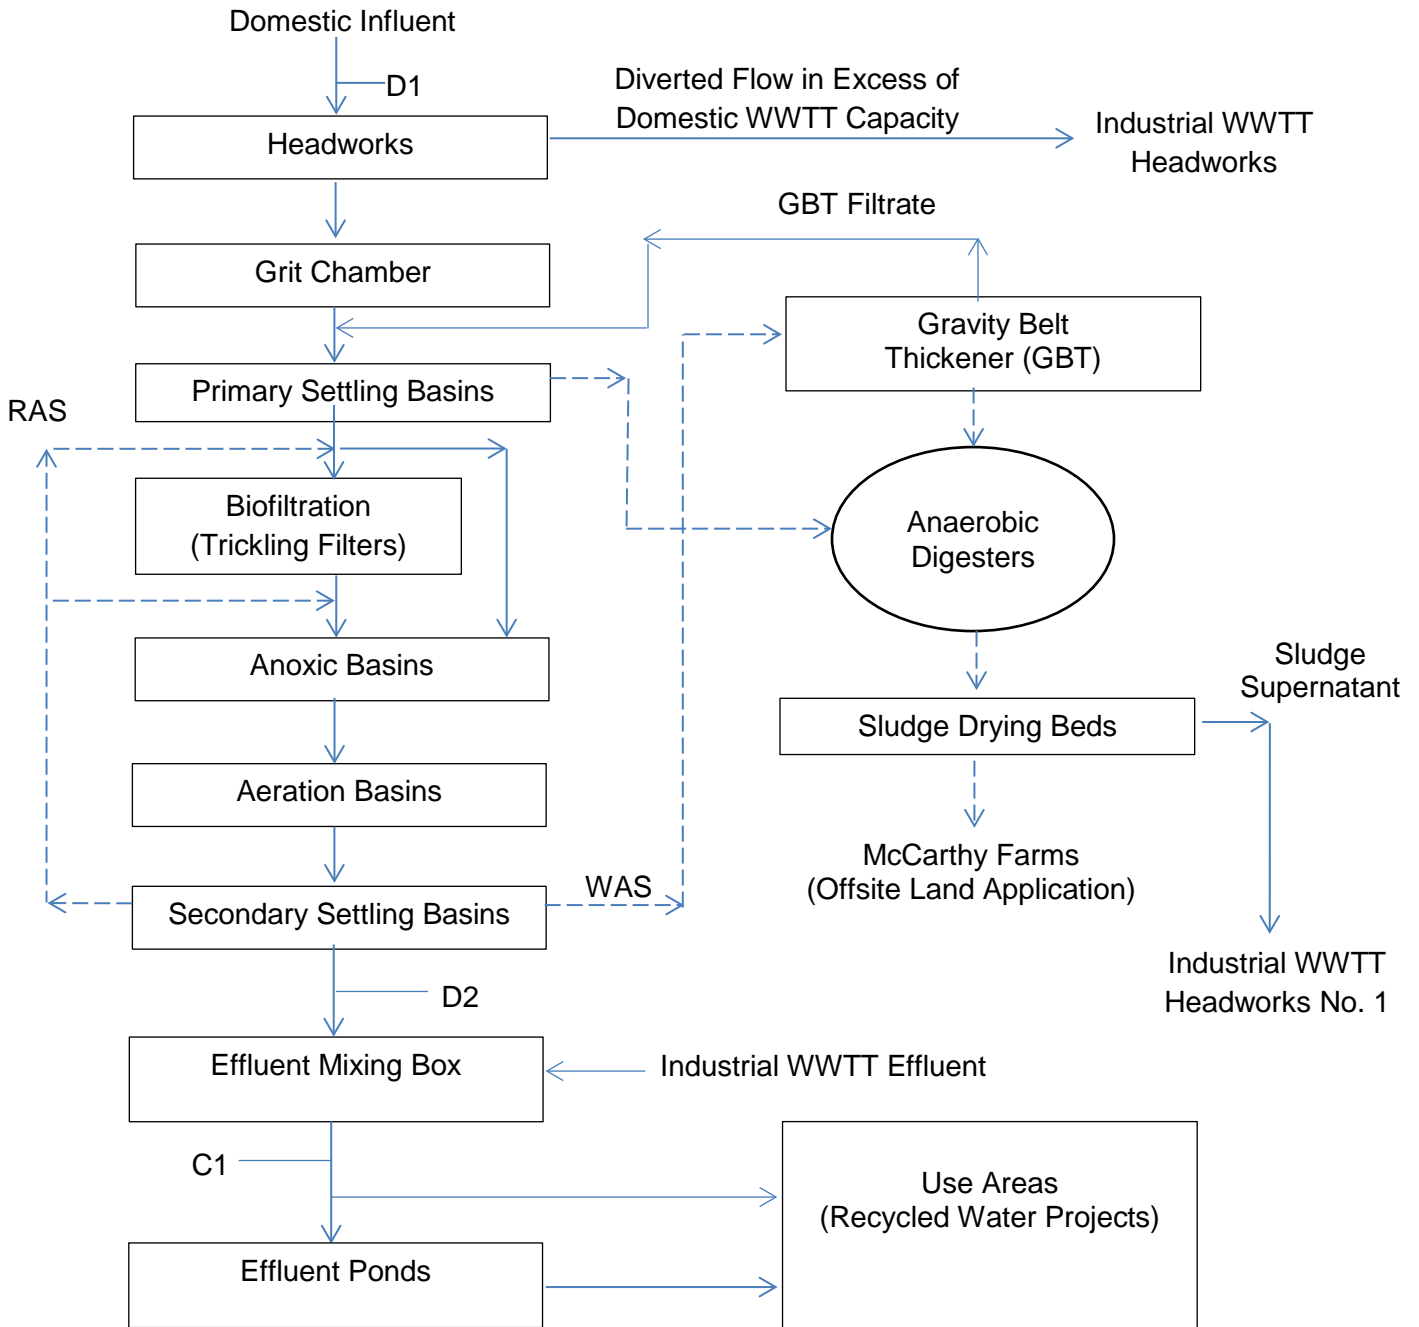 Domestic Influent
D1
Diverted Flow in Excess of
Domestic WWTT Capacity
Industrial WWTT
Headworks
Headworks
GBT Filtrate
Grit Chamber
Gravity Belt
Thickener (GBT)
Primary Settling Basins
RAS
Biofiltration
(Trickling Filters)
Anaerobic
Digesters
Anoxic Basins
Sludge
Supernatant
Sludge Drying Beds
Aeration Basins
McCarthy Farms
(Offsite Land Application)
WAS
Secondary Settling Basins
Industrial WWTT
Headworks No. 1
D2
Effluent Mixing Box
Industrial WWTT Effluent
C1
Use Areas
(Recycled Water Projects)
Effluent Ponds